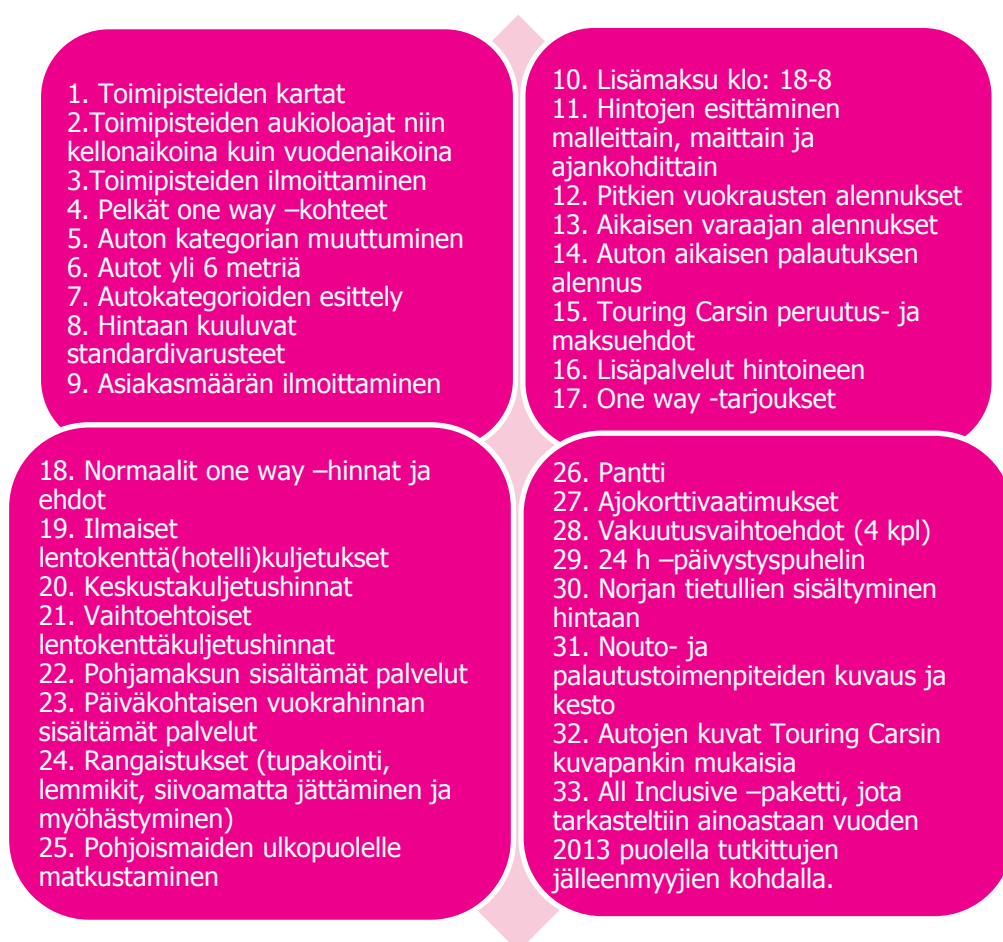 1. Toimipisteiden kartat
2.Toimipisteiden aukioloajat niin
kellonaikoina kuin vuodenaikoina
3.Toimipisteiden ilmoittaminen
4. Pelkät one way –kohteet
5. Auton kategorian muuttuminen
6. Autot yli 6 metriä
7. Autokategorioiden esittely
8. Hintaan kuuluvat
standardivarusteet
9. Asiakasmäärän ilmoittaminen
10. Lisämaksu klo: 18-8
11. Hintojen esittäminen
malleittain, maittain ja
ajankohdittain
12. Pitkien vuokrausten alennukset
13. Aikaisen varaajan alennukset
14. Auton aikaisen palautuksen
alennus
15. Touring Carsin peruutus- ja
maksuehdot
16. Lisäpalvelut hintoineen
17. One way -tarjoukset
18. Normaalit one way –hinnat ja
ehdot
19. Ilmaiset
lentokenttä(hotelli)kuljetukset
20. Keskustakuljetushinnat
21. Vaihtoehtoiset
lentokenttäkuljetushinnat
22. Pohjamaksun sisältämät palvelut
23. Päiväkohtaisen vuokrahinnan
sisältämät palvelut
24. Rangaistukset (tupakointi,
lemmikit, siivoamatta jättäminen ja
myöhästyminen)
25. Pohjoismaiden ulkopuolelle
matkustaminen
26. Pantti
27. Ajokorttivaatimukset
28. Vakuutusvaihtoehdot (4 kpl)
29. 24 h –päivystyspuhelin
30. Norjan tietullien sisältyminen
hintaan
31. Nouto- ja
palautustoimenpiteiden kuvaus ja
kesto
32. Autojen kuvat Touring Carsin
kuvapankin mukaisia
33. All Inclusive –paketti, jota
tarkasteltiin ainoastaan vuoden
2013 puolella tutkittujen
jälleenmyyjien kohdalla.